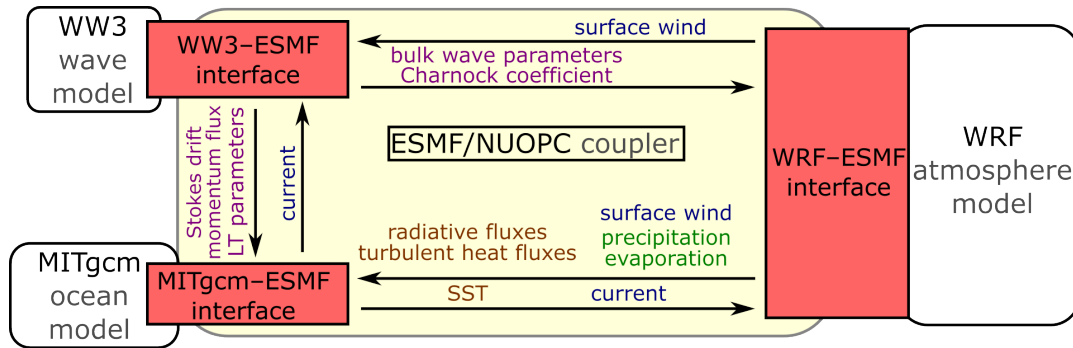 WW3
wave
model
WW3–ESMF
interface
surface wind
bulk wave parameters
Charnock coefficient
Stokes drift
momentum flux
LT parameters
current
ESMF/NUOPC coupler
WRF–ESMF
interface
WRF
atmosphere
model
MITgcm
ocean
model
MITgcm–ESMF
interface
radiative fluxes
turbulent heat fluxes
surface wind
precipitation
evaporation
SST
current